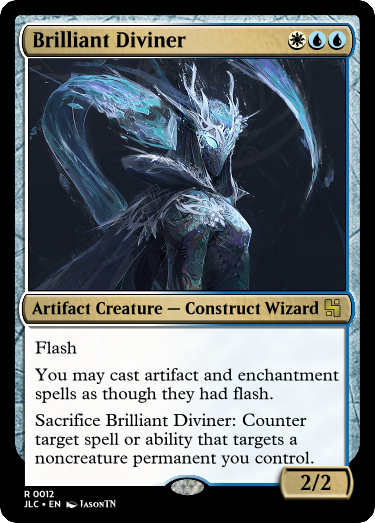 Brilliant Diviner
Artifact Creature — Construct Wizard
Flash
You may cast artifact and enchantment
spells as though they had flash.
Sacrifice Brilliant Diviner: Counter
target spell or ability that targets a
noncreature permanent you control.
2/2
R 0012
JLC • EN JASONTN